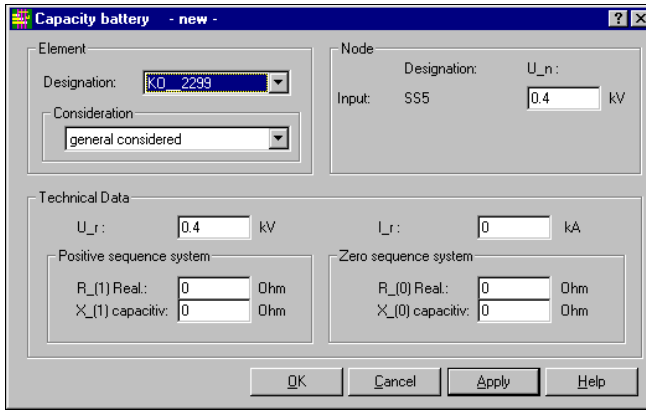 Capacity battery - new -
Element
Designation: KO__2299
Consideration
general considered
Node
Designation: U_n :
Input: SS5 0.4 kV
Technical Data
U_r : 0.4 kV I_r : 0 kA
Positive sequence system
R_(1) Real.: 0 Ohm
X_(1) capacitiv: 0 Ohm
Zero sequence system
R_(0) Real.: 0 Ohm
X_(0) capacitiv: 0 Ohm
OK Cancel Apply Help